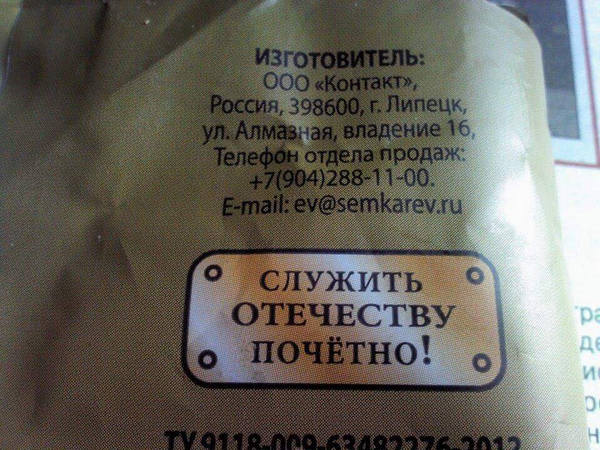 ИЗГОТОВИТЕЛЬ:
ООО «Контакт»,
Россия, 398600, г. Липецк,
ул. Алмазная, владение 16,
Телефон отдела продаж:
+7(904)288-11-00.
E-mail: ev@semkarev.ru
СЛУЖИТЬ
ОТЕЧЕСТВУ
ПОЧЁТНО!
ТУ 9118-009-63482276-2012